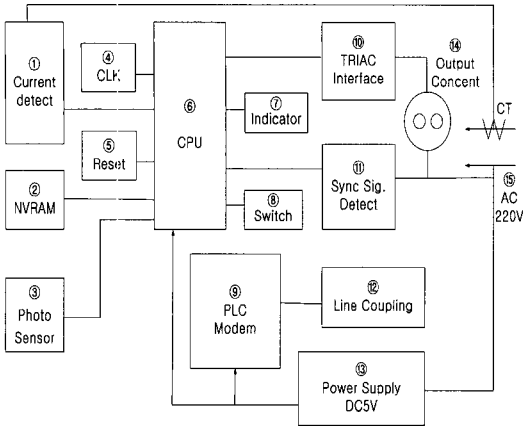 ①
Current
detect
④
CLK
⑤
Reset
②
NVRAM
③
Photo
Sensor
⑥
CPU
⑦
Indicator
⑧
Switch
⑨
PLC
Modem
⑩
TRIAC
Interface
⑪
Sync Sig.
Detect
⑫
Line Coupling
⑬
Power Supply
DC5V
⑭
Output
Concent
CT
⑮
AC
220V